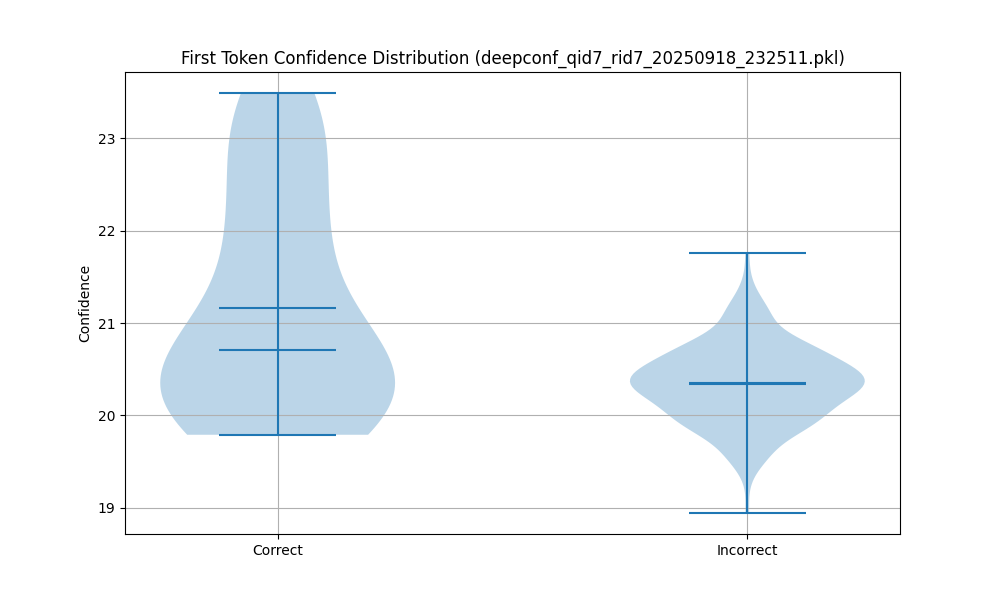 First Token Confidence Distribution (deepconf_qid7_rid7_20250918_232511.pkl)
Confidence
23
22
21
20
19
Correct
Incorrect